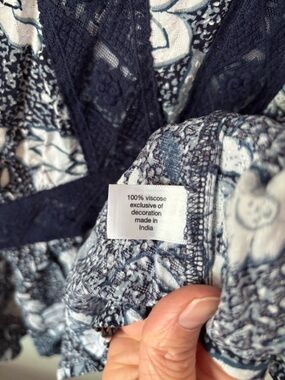 100% viscose
exclusive of
decoration
made in
India